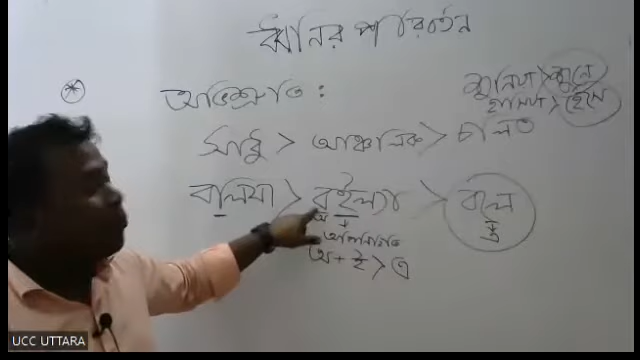 ধ্বনির পরিবর্তন
অভিশ্রুতি :
শুনিয়া > শুনে
হাসিয়া > হেসে
সাধু > আঞ্চলিক > চলিত
বলিয়া > বইল্যা > বলে
অ ই এ
অপিনিহিতি
অ + ই > এ
UCC UTTARA